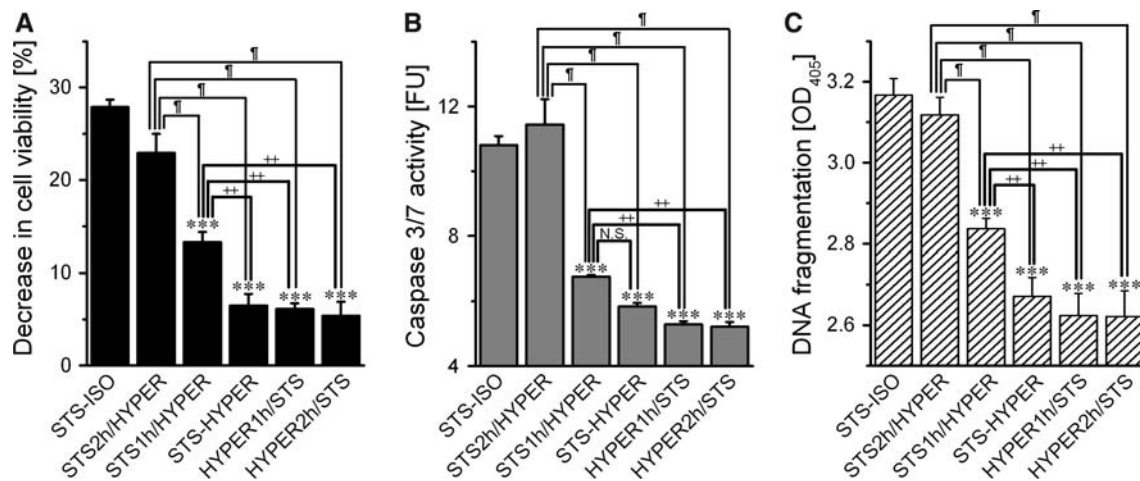 A
Decrease in cell viability [%]
30
20
10
5
0
¶
¶
¶
¶
++
++
++
***
***
***
***
STS-ISO
STS2h/HYPER
STS1h/HYPER
STS-HYPER
HYPER1h/STS
HYPER2h/STS
B
Caspase 3/7 activity [FU]
12
8
4
¶
¶
¶
¶
++
++
N.S.
***
***
***
***
STS-ISO
STS2h/HYPER
STS1h/HYPER
STS-HYPER
HYPER1h/STS
HYPER2h/STS
C
DNA fragmentation [OD405]
3.2
3.0
2.8
2.6
¶
¶
¶
¶
++
++
++
***
***
***
***
STS-ISO
STS2h/HYPER
STS1h/HYPER
STS-HYPER
HYPER1h/STS
HYPER2h/STS